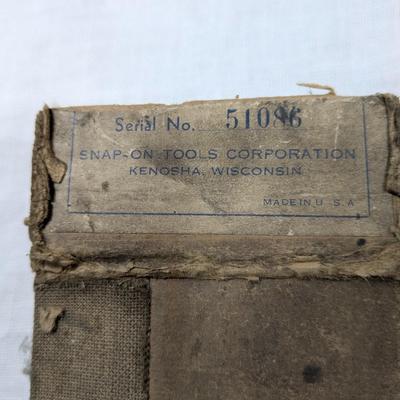 Serial No. 51086
SNAP-ON TOOLS CORPORATION
KENOSHA, WISCONSIN
MADE IN U. S. A